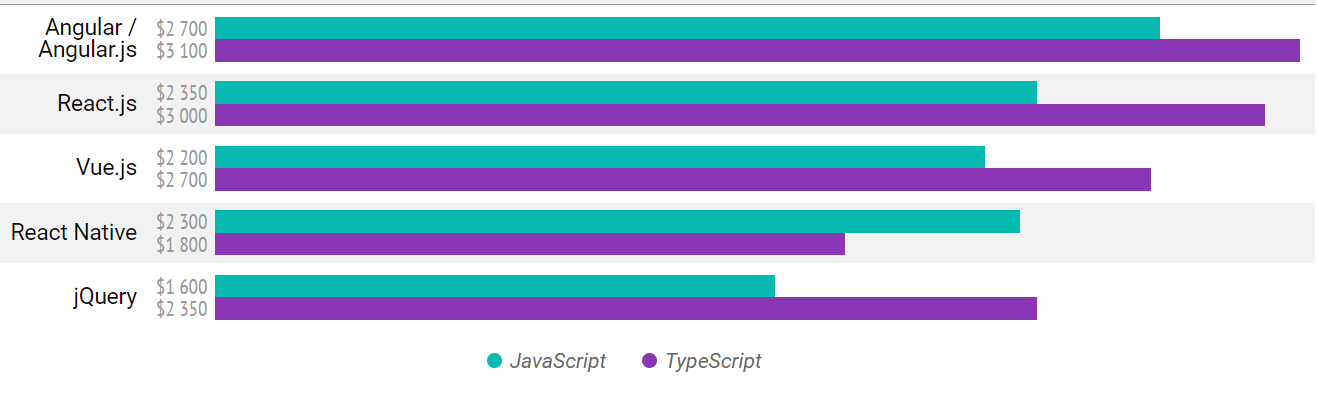 Angular /
Angular.js
$2 700
$3 100
React.js
$2 350
$3 000
Vue.js
$2 200
$2 700
React Native
$2 300
$1 800
jQuery
$1 600
$2 350
JavaScript
TypeScript